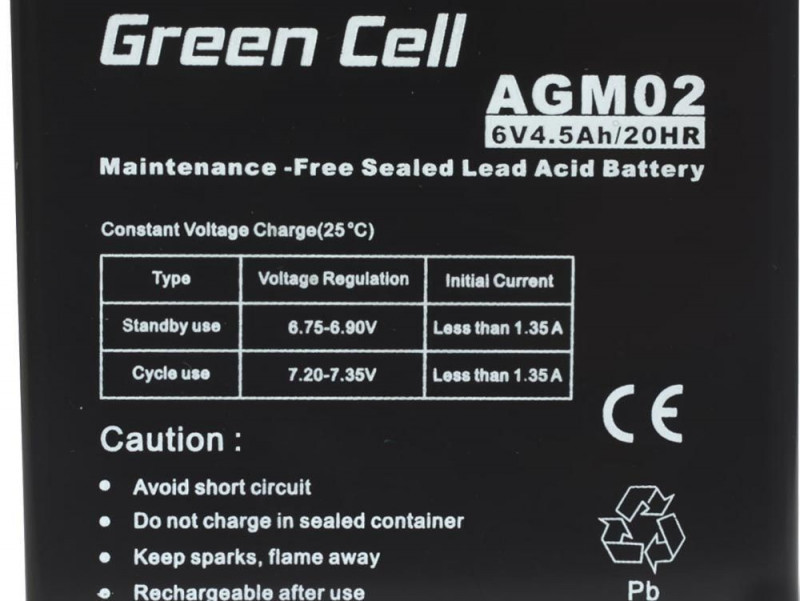 Green Cell
AGM02
6V4.5Ah/20HR
Maintenance -Free Sealed Lead Acid Battery
Constant Voltage Charge(25°C)
Type Voltage Regulation Initial Current
Standby use 6.75-6.90V Less than 1.35A
Cycle use 7.20-7.35V Less than 1.35A
CE
Caution :
• Avoid short circuit
• Do not charge in sealed container
• Keep sparks, flame away
• Rechargeable after use
Pb